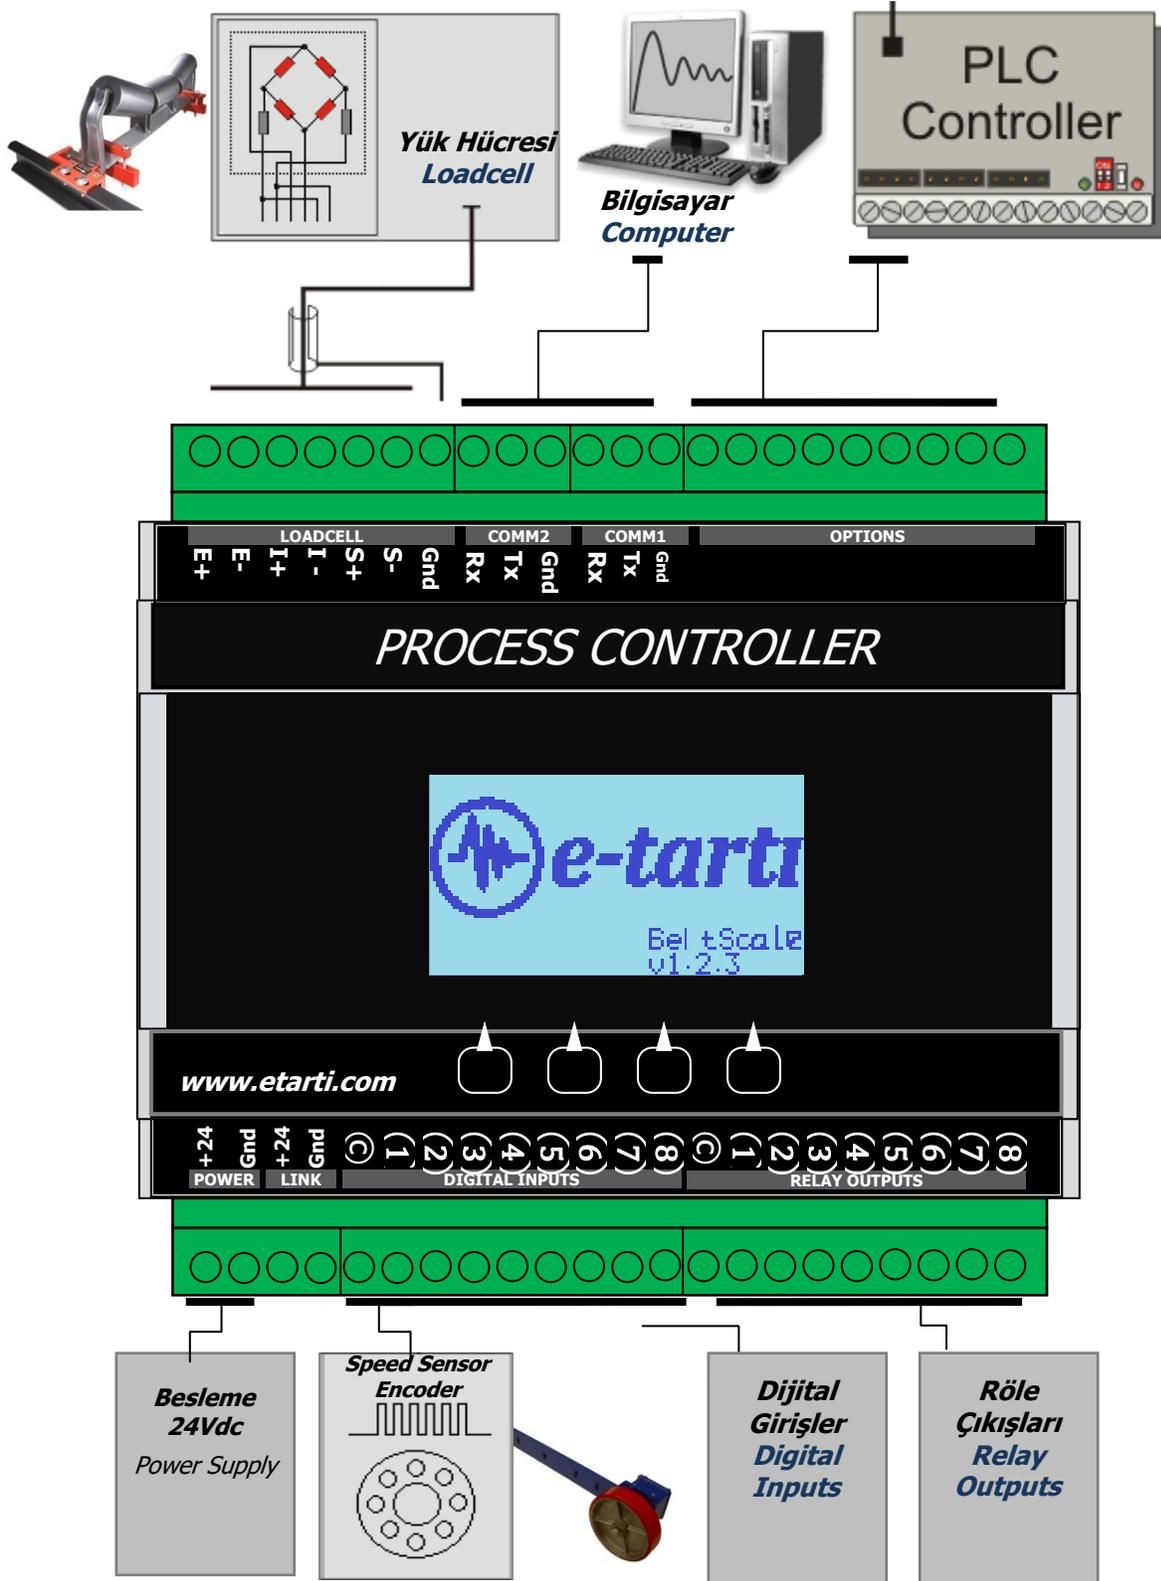 PLC
Controller
Yük Hücresi
Loadcell
Bilgisayar
Computer
LOADCELL
COMM2
COMM1
OPTIONS
E+ E- I+ I - S+ S- Gnd Rx Tx Gnd Rx Tx Gnd
PROCESS CONTROLLER
e-tartı
BeltScale
v1.2.3
www.etarti.com
+24 Gnd +24 Gnd (C) (1) (2) (3) (4) (5) (6) (7) (8) (C) (1) (2) (3) (4) (5) (6) (7) (8)
POWER
LINK
DIGITAL INPUTS
RELAY OUTPUTS
Besleme
24Vdc
Power Supply
Speed Sensor
Encoder
Dijital
Girişler
Digital
Inputs
Röle
Çıkışları
Relay
Outputs